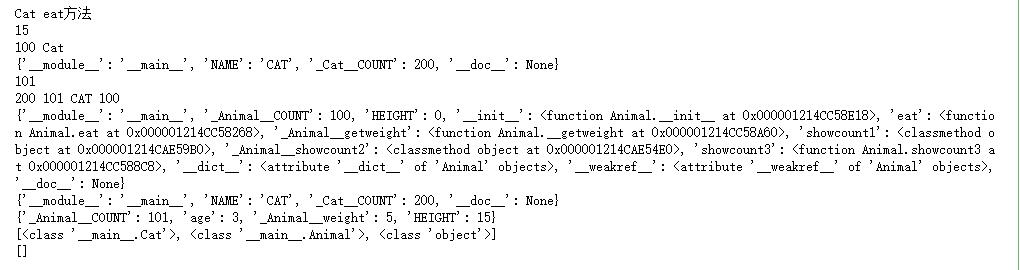 Cat eat方法
15
100 Cat
{'__module__': '__main__', 'NAME': 'CAT', '_Cat__COUNT': 200, '__doc__': None}
101
200 101 CAT 100
{'__module__': '__main__', '_Animal__COUNT': 100, 'HEIGHT': 0, '__init__': <function Animal.__init__ at 0x000001214CC58E18>, 'eat': <functio
n Animal.eat at 0x000001214CC58268>, '_Animal__getweight': <function Animal.__getweight at 0x000001214CC58A60>, 'showcount1': <classmethod o
bject at 0x000001214CAE59B0>, '_Animal__showcount2': <classmethod object at 0x000001214CAE54E0>, 'showcount3': <function Animal.showcount3 a
t 0x000001214CC588C8>, '__dict__': <attribute '__dict__' of 'Animal' objects>, '__weakref__': <attribute '__weakref__' of 'Animal' objects>,
'__doc__': None}
{'__module__': '__main__', 'NAME': 'CAT', '_Cat__COUNT': 200, '__doc__': None}
{'_Animal__COUNT': 101, 'age': 3, '_Animal__weight': 5, 'HEIGHT': 15}
[<class '__main__.Cat'>, <class '__main__.Animal'>, <class 'object'>]
[]